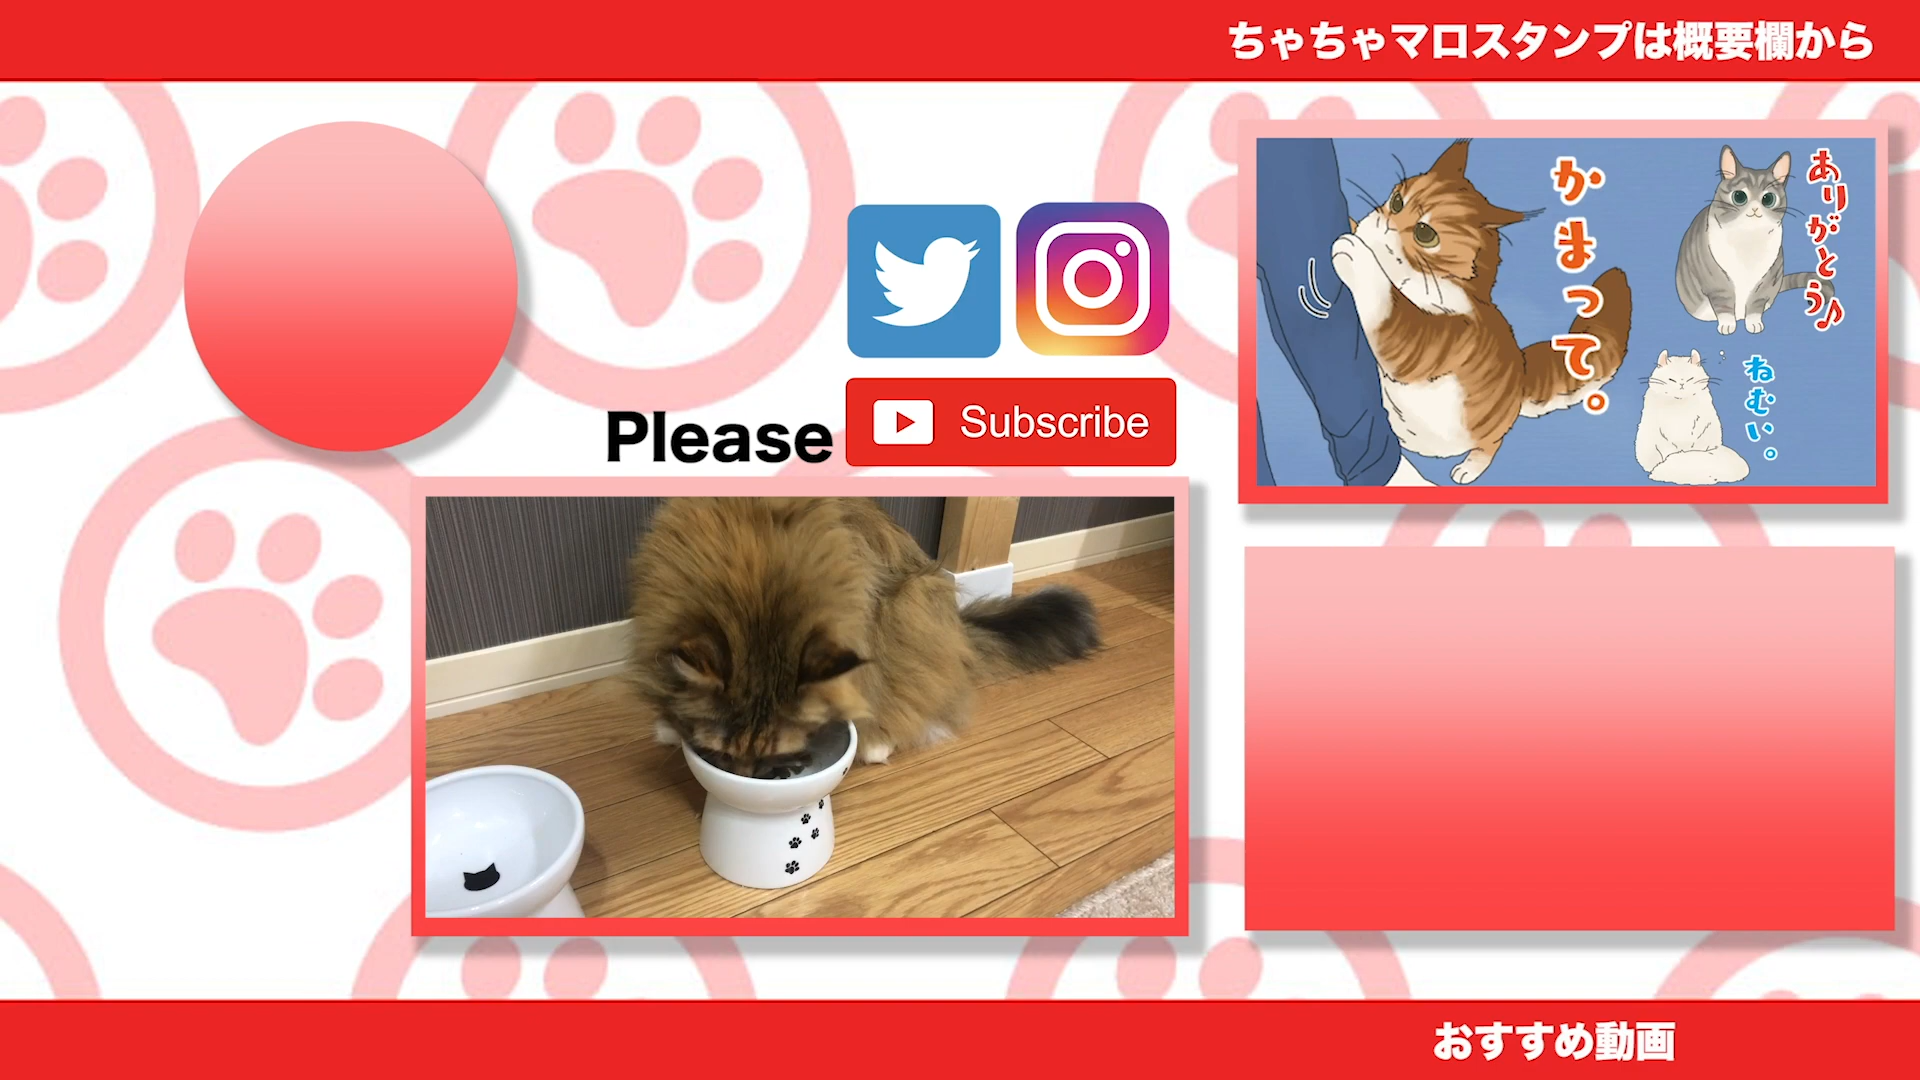 ちゃちゃマロスタンプは概要欄から
かまって。
ありがとう♪
ねむい。
Please
Subscribe
おすすめ動画